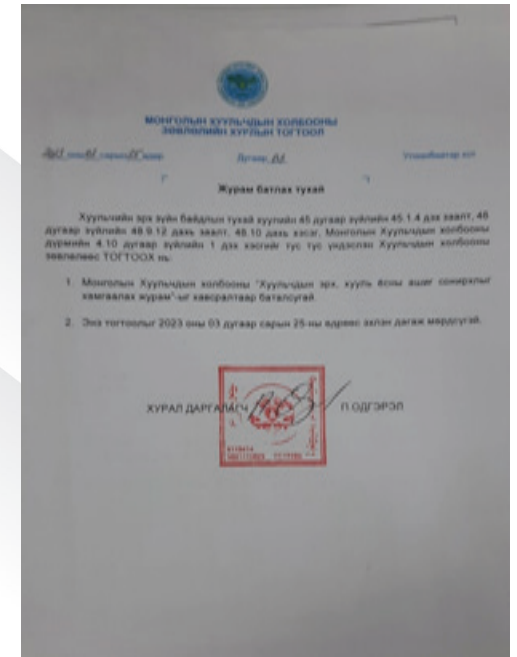 МОНГОЛЫН ХУУЛЬЧДЫН ХОЛБООНЫ
ЗӨВЛӨЛИЙН ХУРЛЫН ТОГТООЛ
оны сарын өдөр Дугаар Улаанбаатар хот
Журам батлах тухай
Хуульчийн эрх зүйн байдлын тухай хуулийн 45 дугаар зүйлийн 45.1.4 дэх заалт, 48
дугаар зүйлийн 48.9.12 дахь заалт, 48.10 дахь хэсэг, Монголын Хуульчдын холбооны
дүрмийн 4.10 дугаар зүйлийн 1 дэх хэсгийг тус тус үндэслэн Хуульчдын холбооны
зөвлөлөөс ТОГТООХ нь:
1. Монголын Хуульчдын холбооны "Хуульчдын эрх, хууль ёсны ашиг сонирхлыг
хамгаалах журам"-ыг хавсралтаар баталсугай.
2. Энэ тогтоолыг 2023 оны 03 дугаар сарын 25-ны өдрөөс эхлэн дагаж мөрдсүгэй.
ХУРАЛ ДАРГАЛАГЧ П.ОДГЭРЭЛ